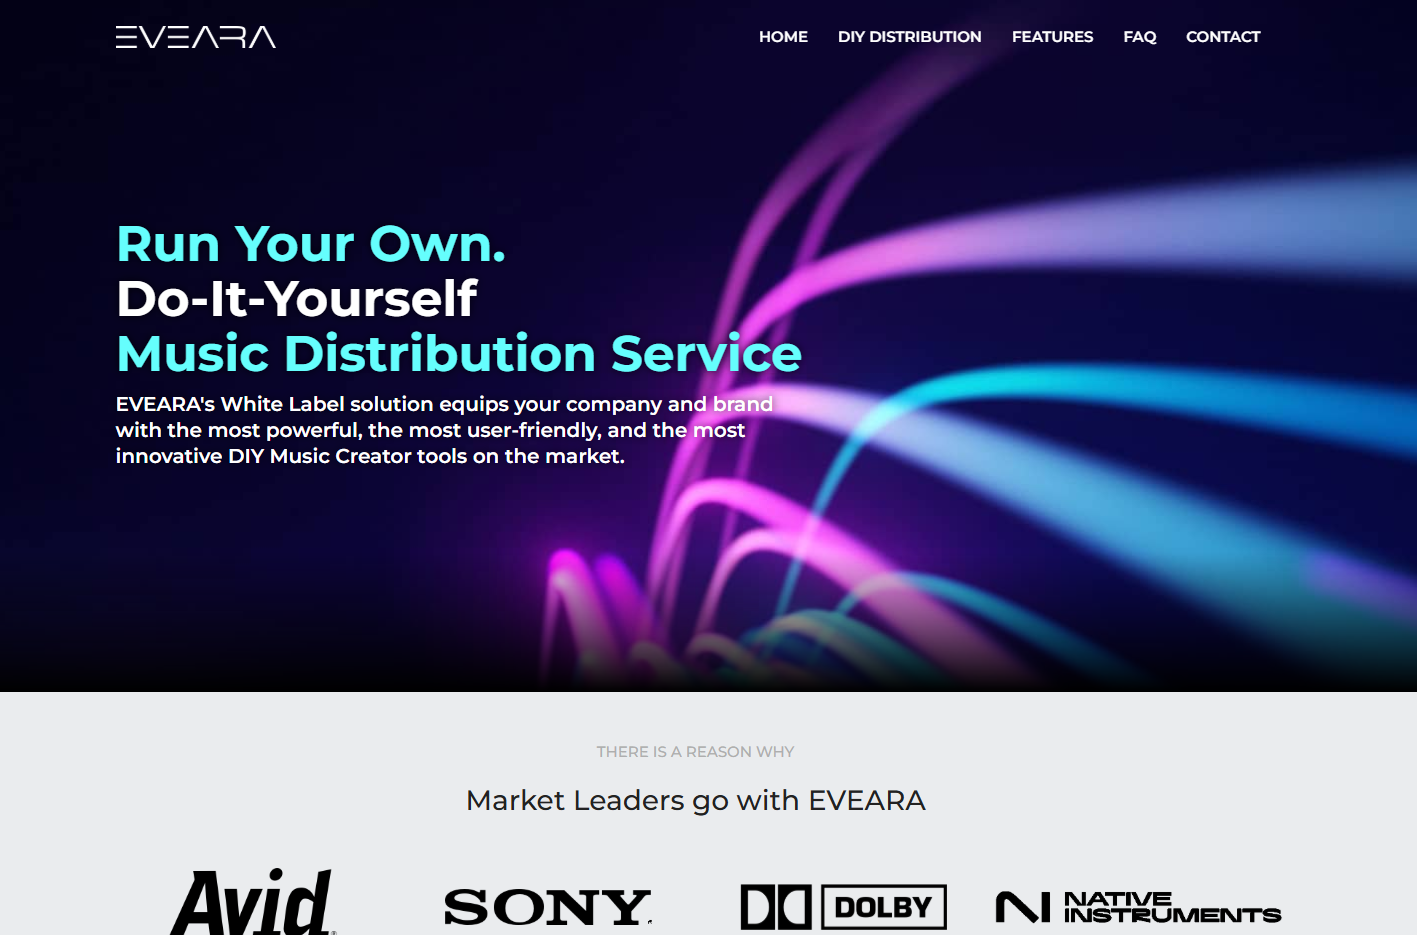 EVEARA
HOME DIY DISTRIBUTION FEATURES FAQ CONTACT
Run Your Own.
Do-It-Yourself
Music Distribution Service
EVEARA's White Label solution equips your company and brand
with the most powerful, the most user-friendly, and the most
innovative DIY Music Creator tools on the market.
THERE IS A REASON WHY
Market Leaders go with EVEARA
Avid®
SONY
DOLBY
NATIVE
INSTRUMENTS